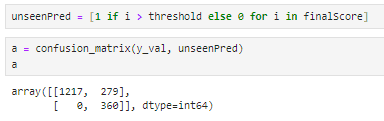 unseenPred = [1 if i > threshold else 0 for i in finalScore]
a = confusion_matrix(y_val, unseenPred)
a
array([[1217,  279],
       [   0,  360]], dtype=int64)